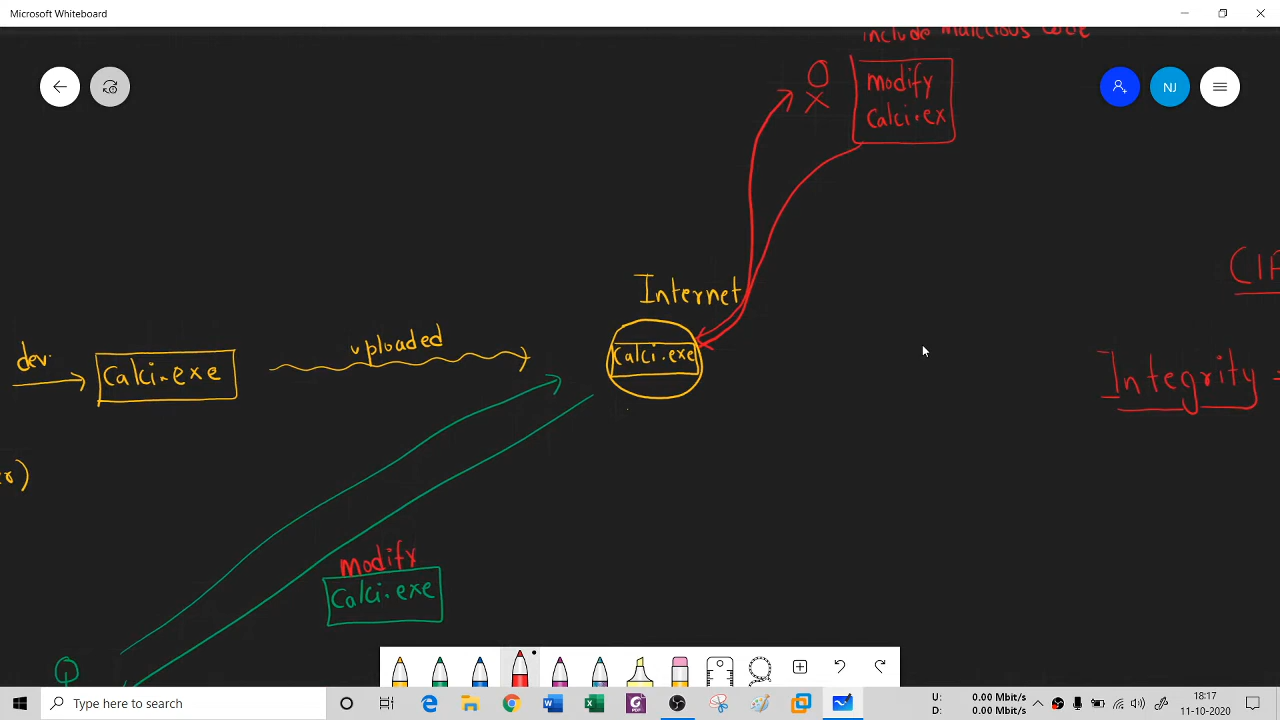 Microsoft Whiteboard
include malicious code
modify
Calci.ex
NJ
Internet
CIA
dev.
Calci.exe
uploaded
Calci.exe
Integrity =
modify
Calci.exe
Type here to search
U: 0.00 Mbit/s
D: 0.00 Mbit/s
18:17
11-10-2020